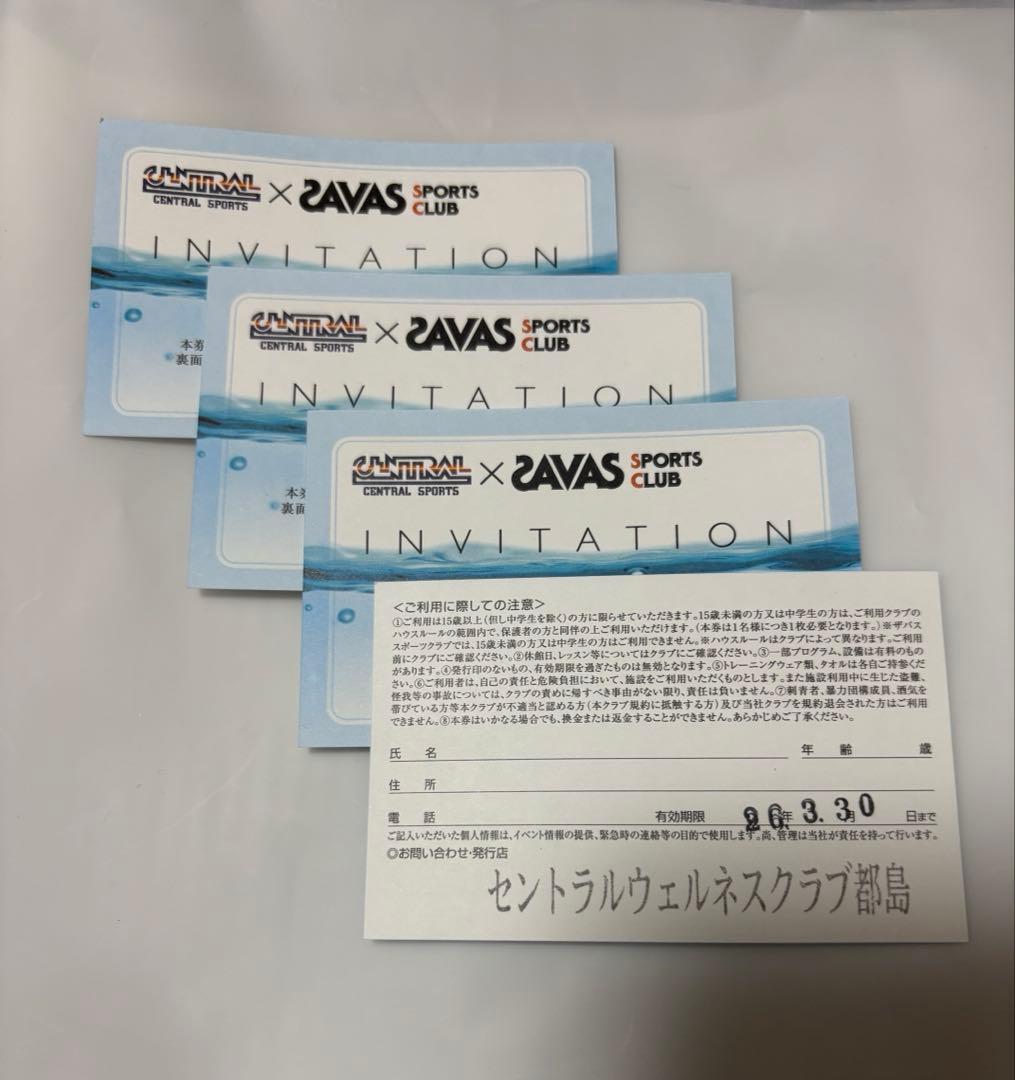 CENTRAL
CENTRAL SPORTS
×
SAVAS SPORTS CLUB
INVITATION
本券
裏面
CENTRAL
CENTRAL SPORTS
×
SAVAS SPORTS CLUB
INVITATION
本券
裏面
CENTRAL
CENTRAL SPORTS
×
SAVAS SPORTS CLUB
INVITATION
<ご利用に際しての注意>
①ご利用は15歳以上(但し中学生を除く)の方に限らせていただきます。15歳未満の方又は中学生の方は、ご利用クラブの
ハウスルールの範囲内で、保護者の方と同伴の上ご利用いただけます。(本券は1名様につき1枚必要となります)※ザバス
スポーツクラブでは、15歳未満の方又は中学生の方はご利用できません。※ハウスルールはクラブによって異なります。ご利用
前にクラブにご確認ください。②休館日、レッスン等についてはクラブにご確認ください。③一部プログラム、設備は有料のもの
があります。④発行印のないもの、有効期限を過ぎたものは無効となります。⑤トレーニングウェア類、タオルは各自ご持参くだ
さい。⑥ご利用者は、自己の責任と危険負担において、施設をご利用いただくものとします。また施設利用中に生じた盗難、
怪我等の事故については、クラブの責めに帰すべき事由がない限り、責任は負いません。⑦刺青者、暴力団構成員、酒気を
帯びている方等本クラブが不適当と認める方(本クラブ規約に抵触する方)及び当社クラブを規約退会された方はご利用
できません。⑧本券はいかなる場合でも、換金または返金することができません。あらかじめご了承ください。
氏 名 年 齢 歳
住 所
電 話 有効期限 26年 3.月 30日まで
ご記入いただいた個人情報は、イベント情報の提供、緊急時の連絡等の目的で使用します。尚、管理は当社が責任を持って行います。
◎お問い合わせ・発行店
セントラルウェルネスクラブ都島